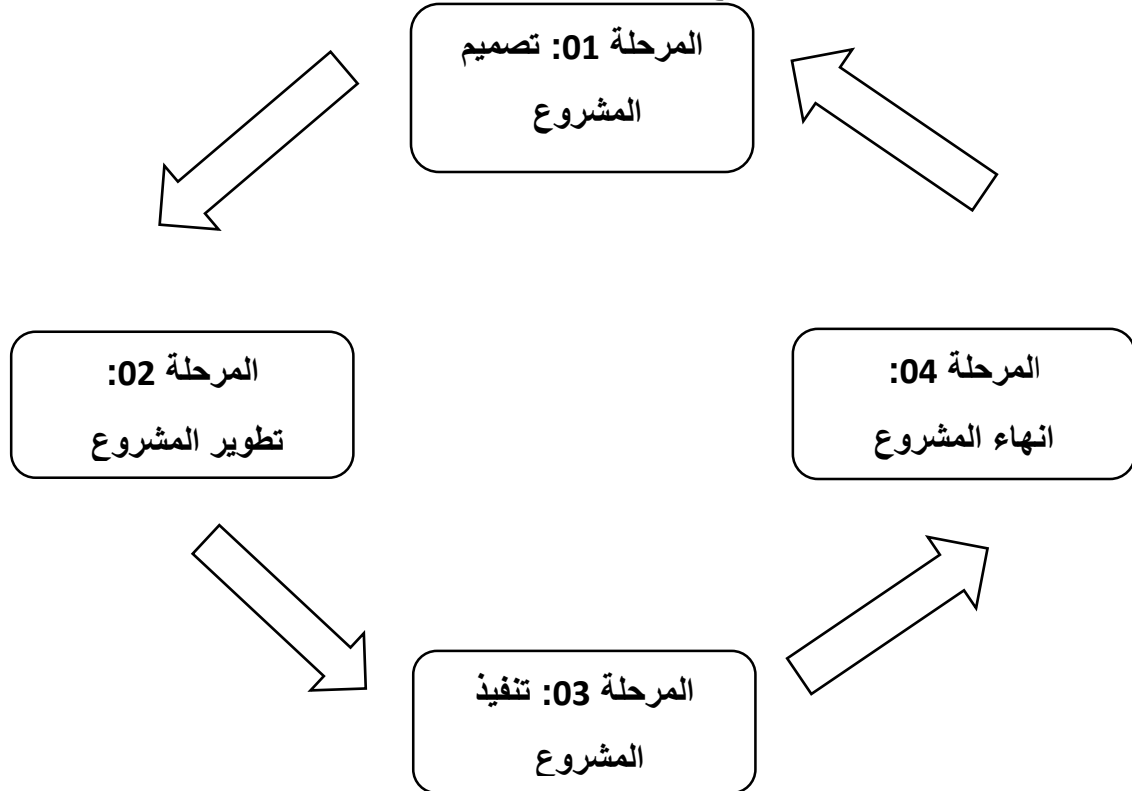 المرحلة 01: تصميم
المشروع
المرحلة 02:
تطوير المشروع
المرحلة 03: تنفيذ
المشروع
المرحلة 04:
انهاء المشروع